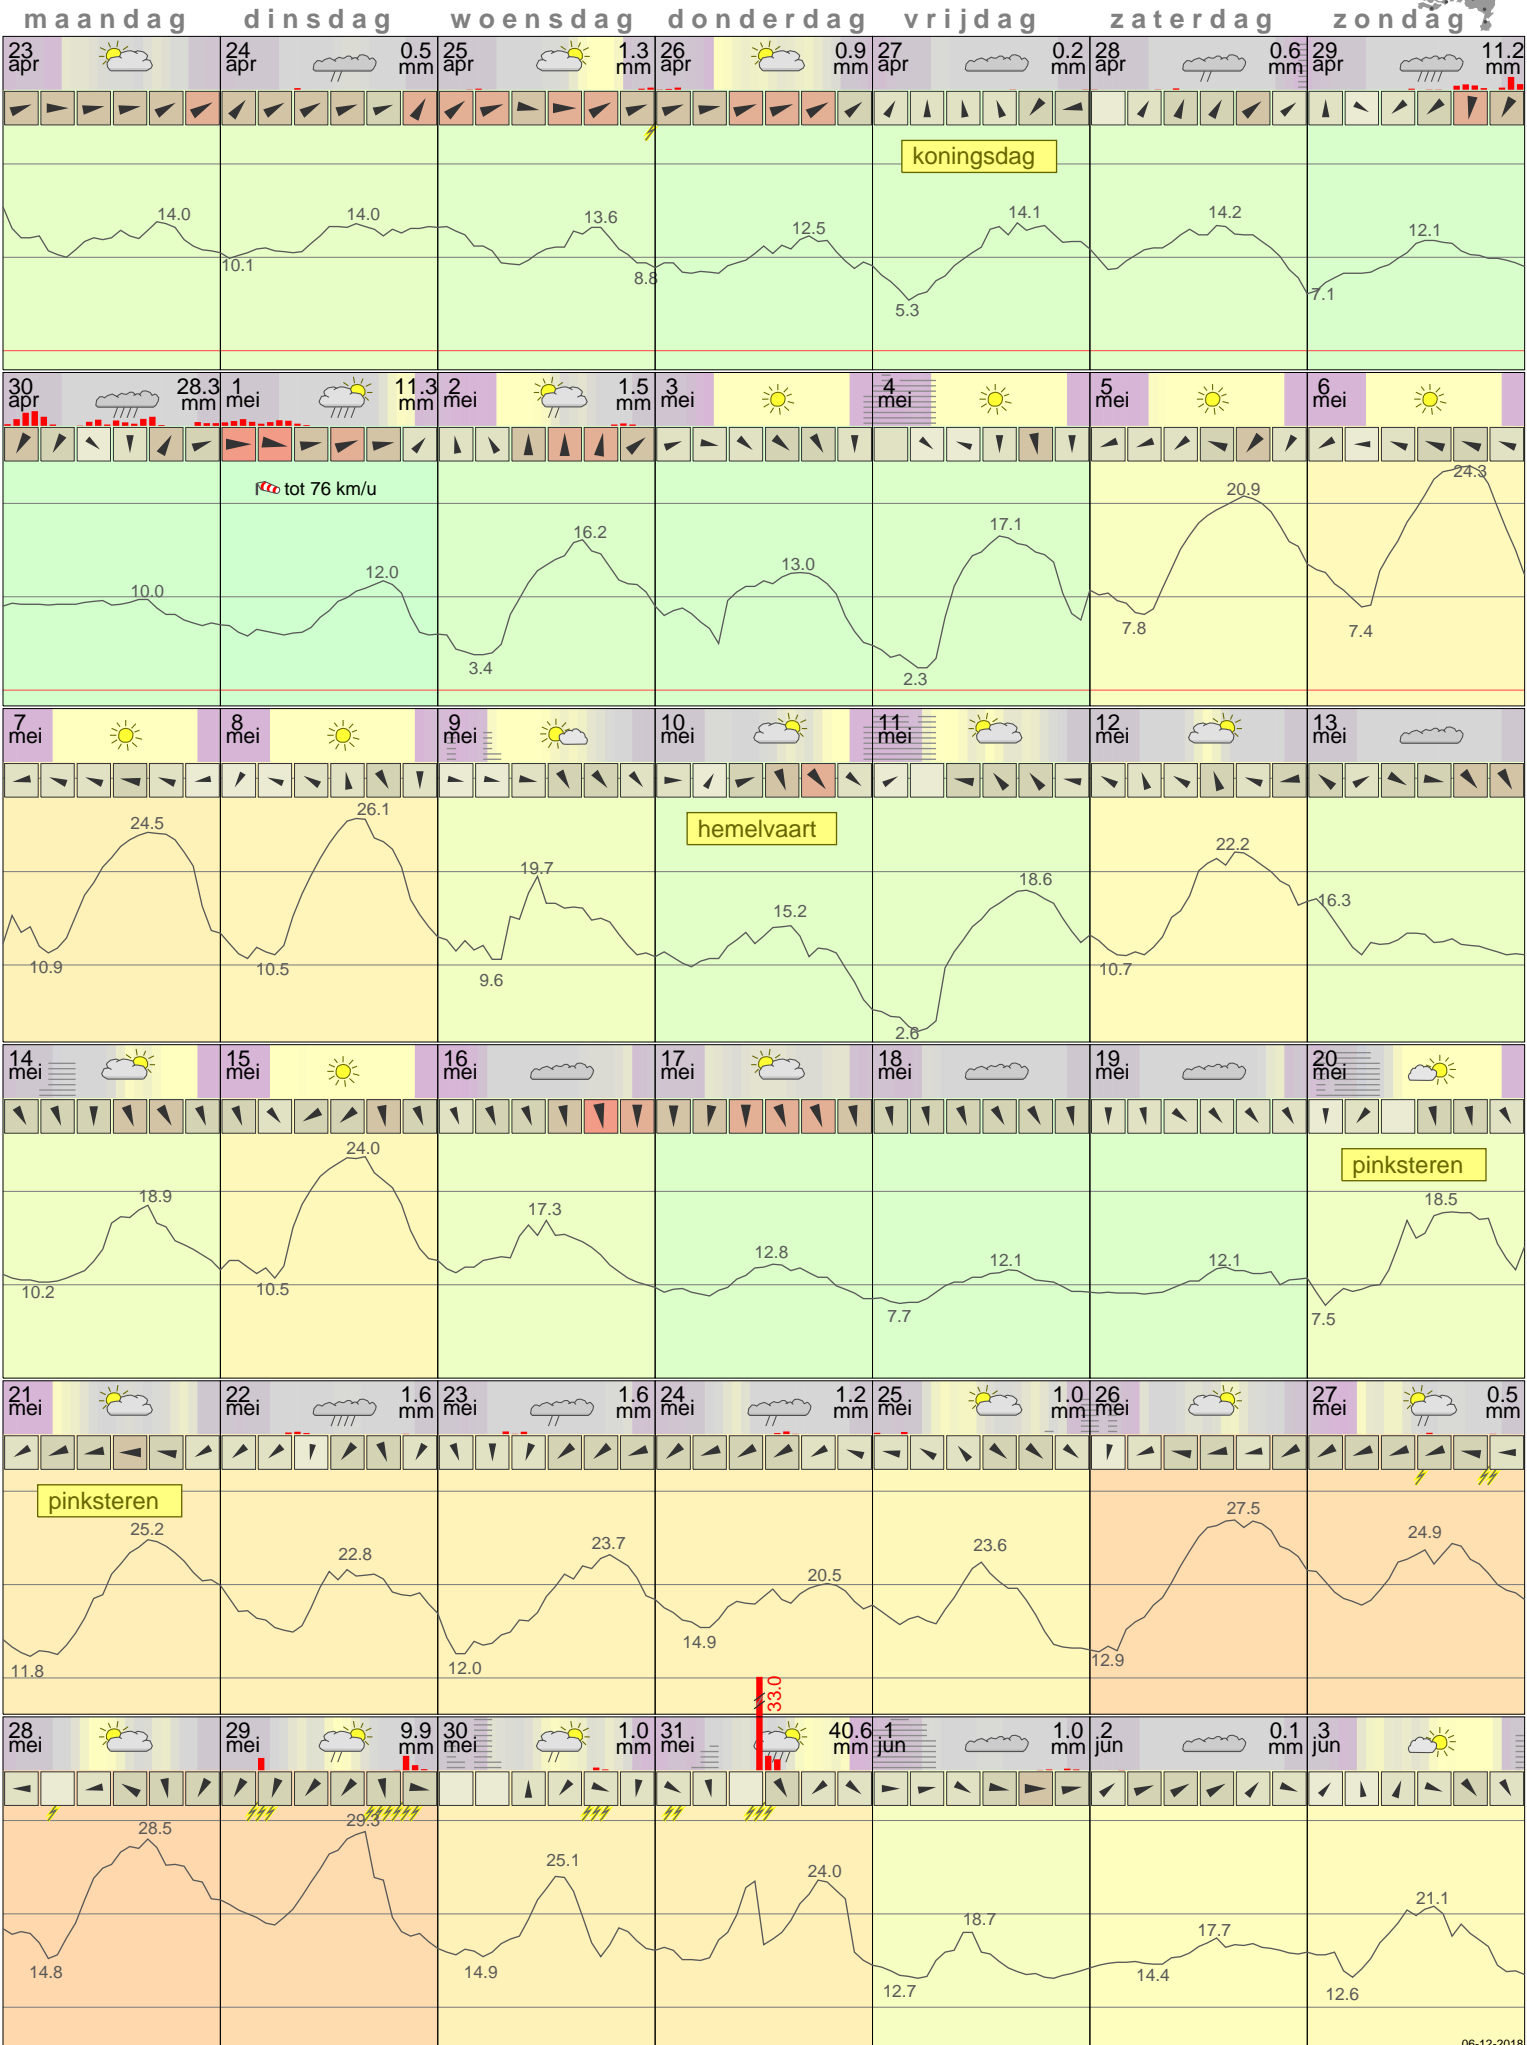 maandag dinsdag woensdag donderdag vrijdag zaterdag zondag
23 apr
24 apr 0.5 mm
25 apr 1.3 mm
26 apr 0.9 mm
27 apr 0.2 mm
28 apr 0.6 mm
29 apr 11.2 mm
koningsdag
14.0 10.1 14.0 13.6 8.8 12.5 5.3 14.1 14.2 7.1 12.1
30 apr 28.3 mm
1 mei 11.3 mm
2 mei 1.5 mm
3 mei
4 mei
5 mei
6 mei
tot 76 km/u
10.0 12.0 3.4 16.2 13.0 2.3 17.1 7.8 20.9 7.4 24.3
7 mei
8 mei
9 mei
10 mei
11 mei
12 mei
13 mei
hemelvaart
10.9 24.5 10.5 26.1 9.6 19.7 15.2 2.6 18.6 10.7 22.2 16.3
14 mei
15 mei
16 mei
17 mei
18 mei
19 mei
20 mei
pinksteren
10.2 18.9 10.5 24.0 17.3 12.8 7.7 12.1 12.1 7.5 18.5
21 mei
22 mei 1.6 mm
23 mei 1.6 mm
24 mei 1.2 mm
25 mei 1.0 mm
26 mei
27 mei 0.5 mm
pinksteren
11.8 25.2 22.8 12.0 23.7 14.9 20.5 23.6 12.9 27.5 24.9
33.0
28 mei
29 mei 9.9 mm
30 mei 1.0 mm
31 mei 40.6 mm
1 jun 1.0 mm
2 jun 0.1 mm
3 jun
14.8 28.5 29.3 14.9 25.1 24.0 12.7 18.7 14.4 17.7 12.6 21.1
06-12-2018